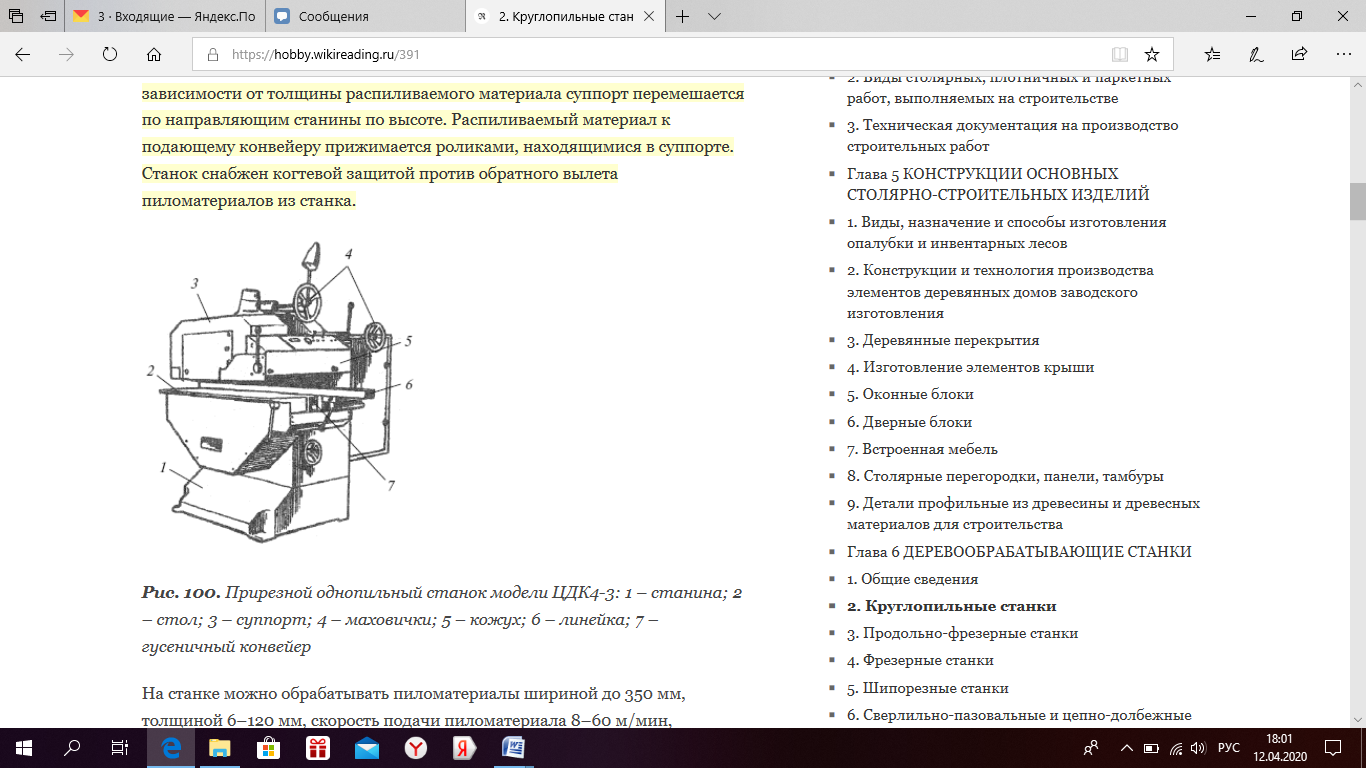 3 · Входящие — Яндекс.По
Сообщения
2. Круглопильные стан
https://hobby.wikireading.ru/391
зависимости от толщины распиливаемого материала суппорт перемешается
по направляющим станины по высоте. Распиливаемый материал к
подающему конвейеру прижимается роликами, находящимися в суппорте.
Станок снабжен когтевой защитой против обратного вылета
пиломатериалов из станка.
4
3
5
2
6
1
7
Рис. 100. Прирезной однопильный станок модели ЦДК4-3: 1 – станина; 2
– стол; 3 – суппорт; 4 – маховички; 5 – кожух; 6 – линейка; 7 –
гусеничный конвейер
На станке можно обрабатывать пиломатериалы шириной до 350 мм,
толщиной 6–120 мм, скорость подачи пиломатериала 8–60 м/мин,
2. Виды столярных, плотничных и паркетных
работ, выполняемых на строительстве
3. Техническая документация на производство
строительных работ
Глава 5 КОНСТРУКЦИИ ОСНОВНЫХ
СТОЛЯРНО-СТРОИТЕЛЬНЫХ ИЗДЕЛИЙ
1. Виды, назначение и способы изготовления
опалубки и инвентарных лесов
2. Конструкции и технология производства
элементов деревянных домов заводского
изготовления
3. Деревянные перекрытия
4. Изготовление элементов крыши
5. Оконные блоки
6. Дверные блоки
7. Встроенная мебель
8. Столярные перегородки, панели, тамбуры
9. Детали профильные из древесины и древесных
материалов для строительства
Глава 6 ДЕРЕВООБРАБАТЫВАЮЩИЕ СТАНКИ
1. Общие сведения
2. Круглопильные станки
3. Продольно-фрезерные станки
4. Фрезерные станки
5. Шипорезные станки
6. Сверлильно-пазовальные и цепно-долбежные
РУС
18:01
12.04.2020